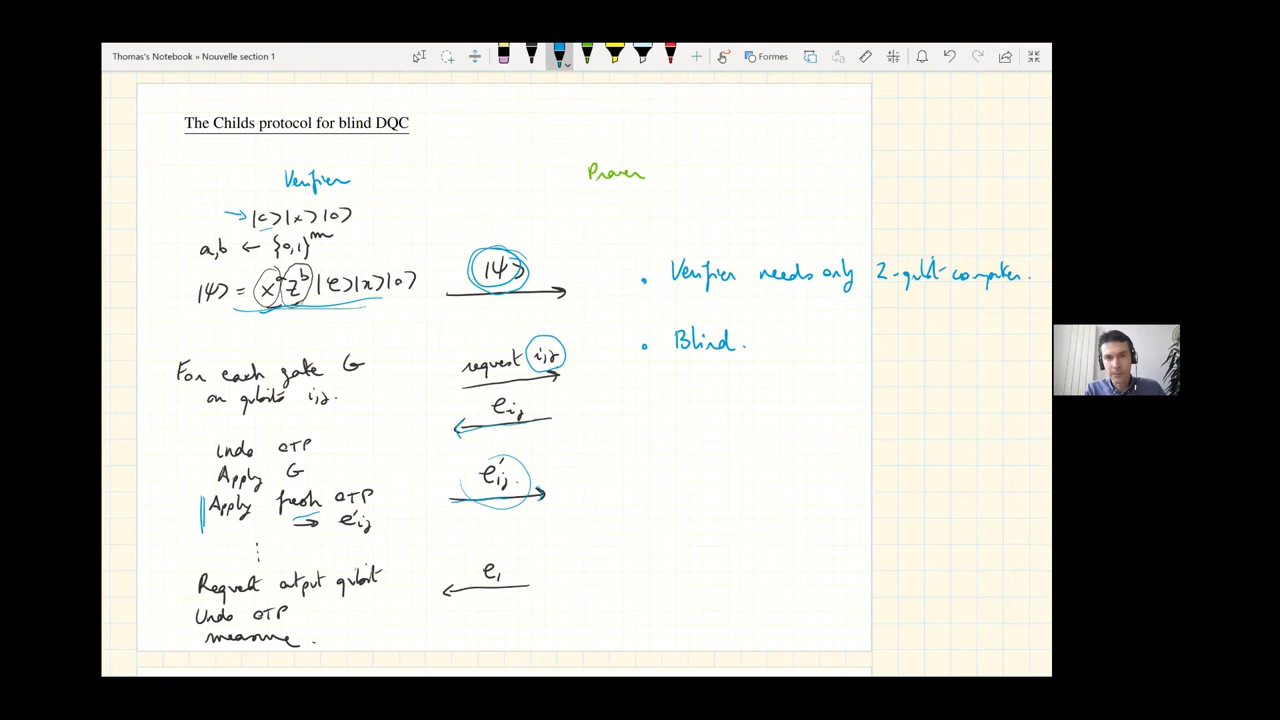 Thomas's Notebook » Nouvelle section 1
Formes
The Childs protocol for blind DQC
Verifier
Prover
|c>|x>|0>
a,b ← {0,1}^m
|ψ> = X^a Z^b |c>|x>|0>
|ψ>
• Verifier needs only 2-qubit computer.
• Blind.
For each gate G
on qubits i,j.
request i,j
e_ij
Undo OTP
Apply G
Apply fresh OTP
→ e'_ij
e'_ij.
⋮
Request output qubit
e_1
Undo OTP
measure.